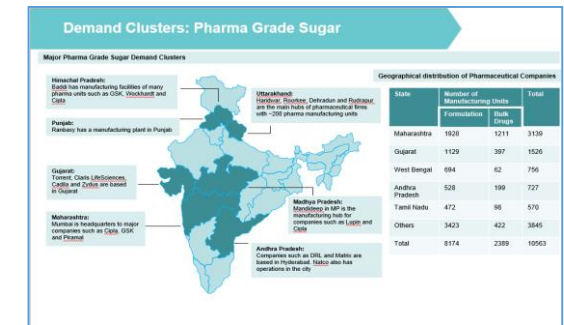 Demand Clusters: Pharma Grade Sugar
Major Pharma Grade Sugar Demand Clusters
Himachal Pradesh:
Baddi has manufacturing facilities of many
pharma units such as GSK, Wockhardt and
Cipla
Punjab:
Ranbaxy has a manufacturing plant in Punjab
Gujarat:
Torrent, Claris LifeSciences,
Cadila and Zydus are based
in Gujarat
Maharashtra:
Mumbai is headquarters to major
companies such as Cipla, GSK
and Piramal
Uttarakhand:
Haridwar, Roorkee, Dehradun and Rudrapur
are the main hubs of pharmaceutical firms
with ~200 pharma manufacturing units
Madhya Pradesh:
Mandideep in MP is the
manufacturing hub for
companies such as Lupin and
Cipla
Andhra Pradesh:
Companies such as DRL and Matrix are
based in Hyderabad. Natco also has
operations in the city
Geographical distribution of Pharmaceutical Companies
State Number of Manufacturing Units Total
Formulation Bulk Drugs
Maharashtra 1928 1211 3139
Gujarat 1129 397 1526
West Bengal 694 62 756
Andhra Pradesh 528 199 727
Tamil Nadu 472 98 570
Others 3423 422 3845
Total 8174 2389 10563